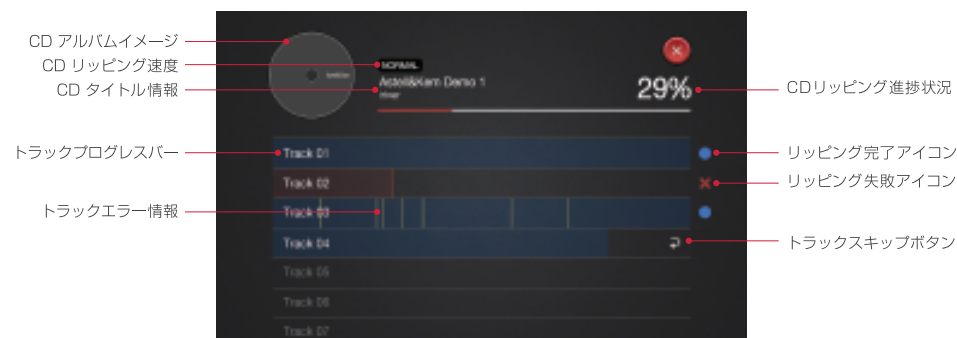 CD アルバムイメージ
CD リッピング速度
CD タイトル情報
トラックプログレスバー
トラックエラー情報
NORMAL
Astell&Kern Demo 1
29%
Track 01
Track 02
Track 03
Track 04
Track 05
Track 06
Track 07
CDリッピング進捗状況
リッピング完了アイコン
リッピング失敗アイコン
トラックスキップボタン